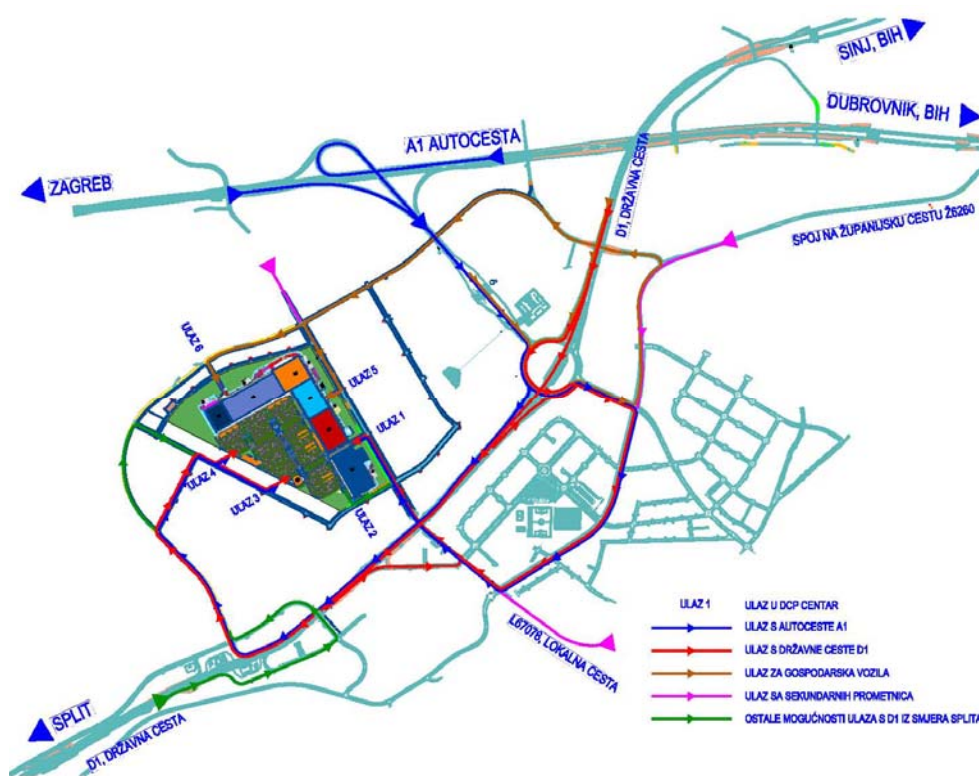 SINJ, BIH
DUBROVNIK, BIH
A1 AUTOCESTA
ZAGREB
D1, DRŽAVNA CESTA
SPOJ NA ŽUPANIJSKU CESTU Ž6260
ULAZ 6
ULAZ 5
ULAZ 1
ULAZ 4
ULAZ 3
ULAZ 2
L67078, LOKALNA CESTA
SPLIT
D1, DRŽAVNA CESTA
ULAZ 1 ULAZ U DCP CENTAR
ULAZ S AUTOCESTE A1
ULAZ S DRŽAVNE CESTE D1
ULAZ ZA GOSPODARSKA VOZILA
ULAZ SA SEKUNDARNIH PROMETNICA
OSTALE MOGUĆNOSTI ULAZA S D1 IZ SMJERA SPLITA